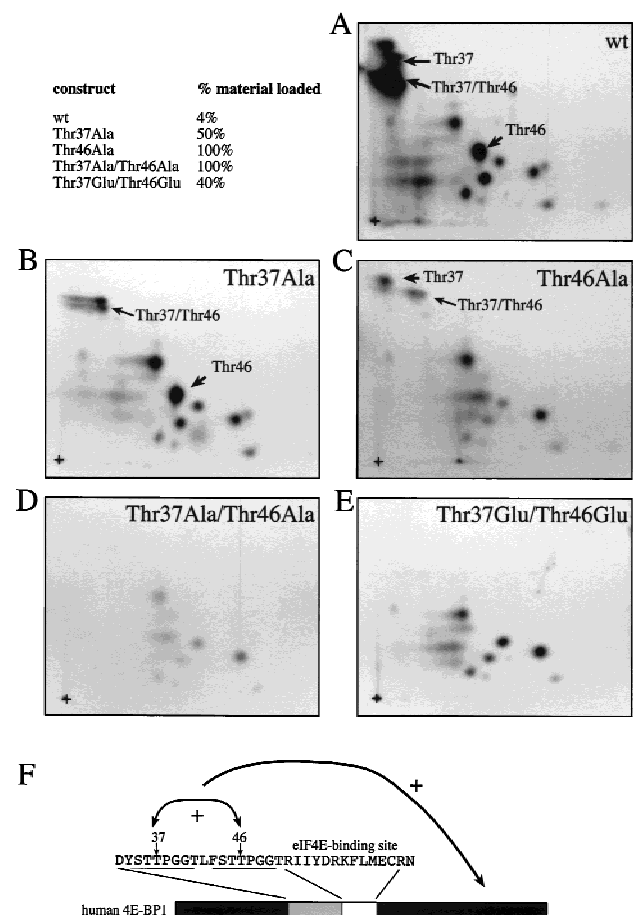 A
wt
Thr37
Thr37/Thr46
Thr46
construct % material loaded
wt 4%
Thr37Ala 50%
Thr46Ala 100%
Thr37Ala/Thr46Ala 100%
Thr37Glu/Thr46Glu 40%
+
B
Thr37Ala
Thr37/Thr46
Thr46
+
C
Thr46Ala
Thr37
Thr37/Thr46
+
D
Thr37Ala/Thr46Ala
+
E
Thr37Glu/Thr46Glu
+
F
+
+
37 46 eIF4E-binding site
DYSTTPGGTLFSTTPGGTRIIYDRKFLMECRN
human 4E-BP1